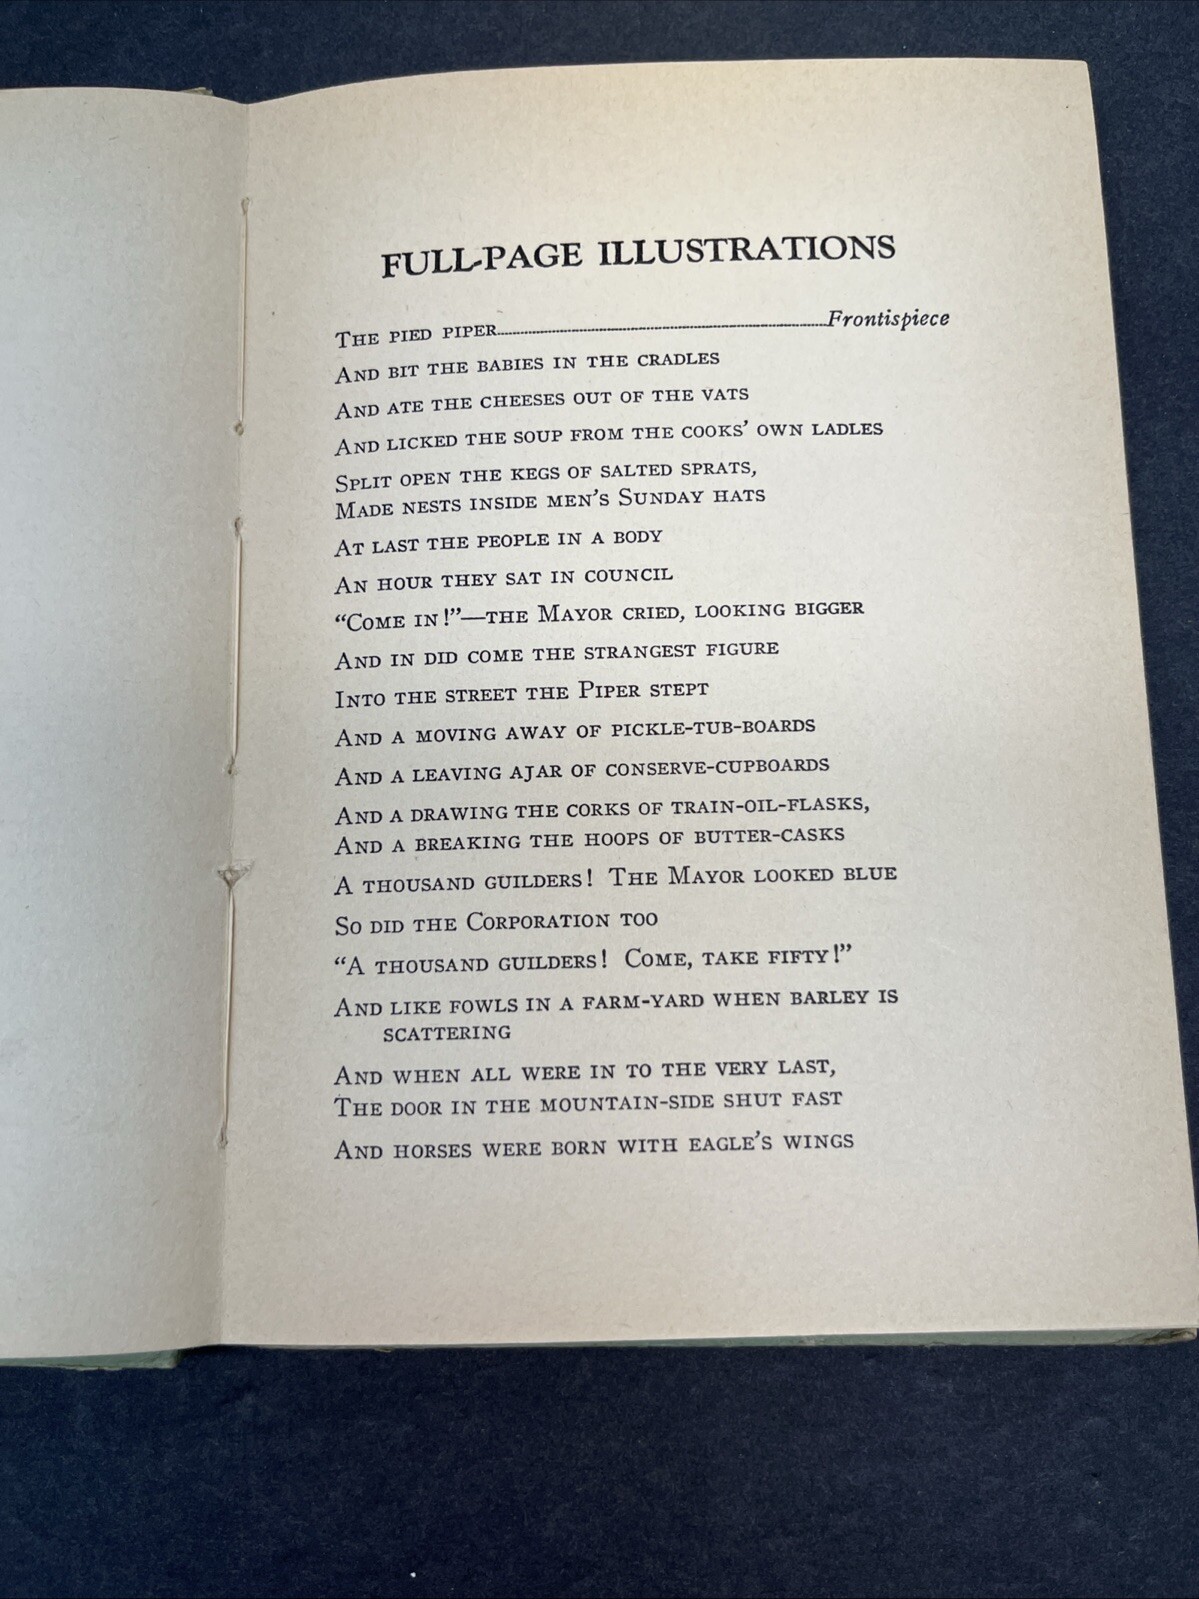 FULL-PAGE ILLUSTRATIONS
THE PIED PIPER........Frontispiece
AND BIT THE BABIES IN THE CRADLES
AND ATE THE CHEESES OUT OF THE VATS
AND LICKED THE SOUP FROM THE COOKS' OWN LADLES
SPLIT OPEN THE KEGS OF SALTED SPRATS,
MADE NESTS INSIDE MEN'S SUNDAY HATS
AT LAST THE PEOPLE IN A BODY
AN HOUR THEY SAT IN COUNCIL
“COME IN!”—THE MAYOR CRIED, LOOKING BIGGER
AND IN DID COME THE STRANGEST FIGURE
INTO THE STREET THE PIPER STEPT
AND A MOVING AWAY OF PICKLE-TUB-BOARDS
AND A LEAVING AJAR OF CONSERVE-CUPBOARDS
AND A DRAWING THE CORKS OF TRAIN-OIL-FLASKS,
AND A BREAKING THE HOOPS OF BUTTER-CASKS
A THOUSAND GUILDERS! THE MAYOR LOOKED BLUE
SO DID THE CORPORATION TOO
“A THOUSAND GUILDERS! COME, TAKE FIFTY!”
AND LIKE FOWLS IN A FARM-YARD WHEN BARLEY IS
SCATTERING
AND WHEN ALL WERE IN TO THE VERY LAST,
THE DOOR IN THE MOUNTAIN-SIDE SHUT FAST
AND HORSES WERE BORN WITH EAGLE'S WINGS